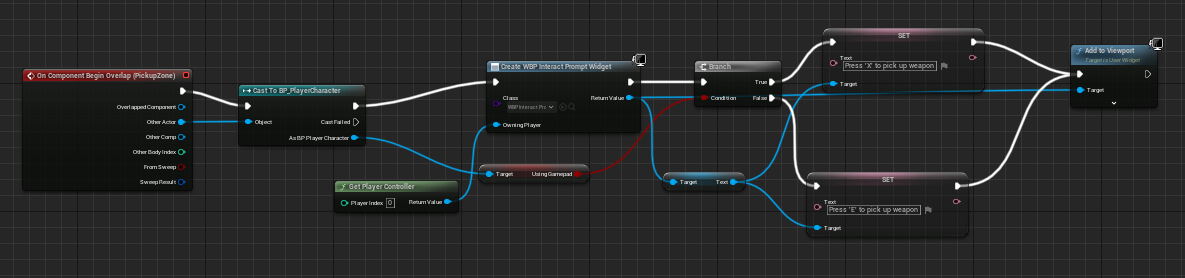 On Component Begin Overlap (PickupZone)
Overlapped Component
Other Actor
Other Comp
Other Body Index
From Sweep
Sweep Result
Cast To BP_PlayerCharacter
Object
Cast Failed
As BP Player Character
Get Player Controller
Player Index 0
Return Value
Create WBP Interact Prompt Widget
Class
WBP Interact Prc
Return Value
Owning Player
Target
Using Gamepad
Branch
True
Condition
False
Target
Text
SET
Text
Press 'X' to pick up weapon
Target
SET
Text
Press 'E' to pick up weapon
Target
Add to Viewport
Target is User Widget
Target